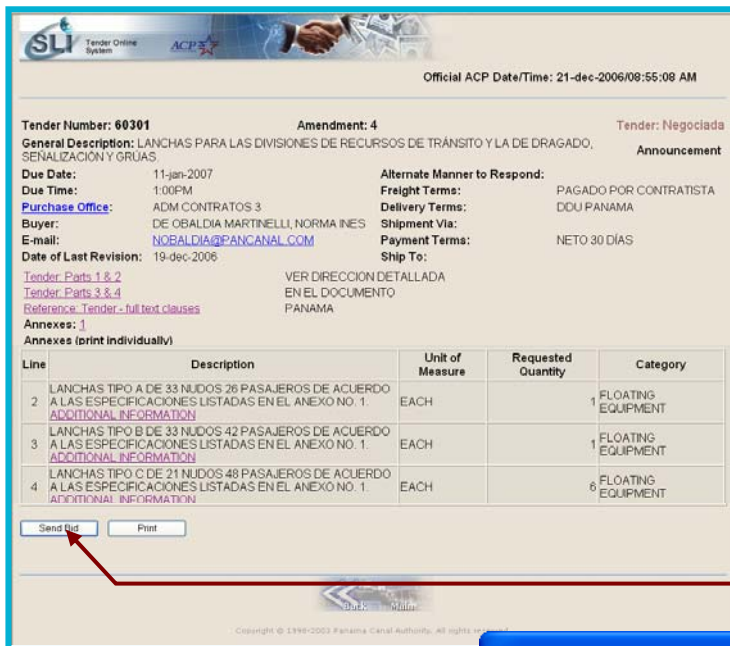 SLI Tender Online System ACP
Official ACP Date/Time: 21-dec-2006/08:55:08 AM
Tender Number: 60301 Amendment: 4 Tender: Negociada
General Description: LANCHAS PARA LAS DIVISIONES DE RECURSOS DE TRÁNSITO Y LA DE DRAGADO,
SEÑALIZACIÓN Y GRÚAS. Announcement
Due Date: 11-jan-2007 Alternate Manner to Respond:
Due Time: 1:00PM Freight Terms: PAGADO POR CONTRATISTA
Purchase Office: ADM CONTRATOS 3 Delivery Terms: DDU PANAMA
Buyer: DE OBALDIA MARTINELLI, NORMA INES Shipment Via:
E-mail: NOBALDIA@PANCANAL.COM Payment Terms: NETO 30 DÍAS
Date of Last Revision: 19-dec-2006 Ship To:
Tender: Parts 1 & 2 VER DIRECCION DETALLADA
Tender: Parts 3 & 4 EN EL DOCUMENTO
Reference: Tender - full text clauses PANAMA
Annexes: 1
Annexes (print individually)
Line Description Unit of Measure Requested Quantity Category
2 LANCHAS TIPO A DE 33 NUDOS 26 PASAJEROS DE ACUERDO
A LAS ESPECIFICACIONES LISTADAS EN EL ANEXO NO. 1. EACH 1 FLOATING EQUIPMENT
ADDITIONAL INFORMATION
3 LANCHAS TIPO B DE 33 NUDOS 42 PASAJEROS DE ACUERDO
A LAS ESPECIFICACIONES LISTADAS EN EL ANEXO NO. 1. EACH 1 FLOATING EQUIPMENT
ADDITIONAL INFORMATION
4 LANCHAS TIPO C DE 21 NUDOS 48 PASAJEROS DE ACUERDO
A LAS ESPECIFICACIONES LISTADAS EN EL ANEXO NO. 1. EACH 6 FLOATING EQUIPMENT
ADDITIONAL INFORMATION
Send Bid Print
Back Main
Copyright © 1998-2003 Panama Canal Authority, All rights